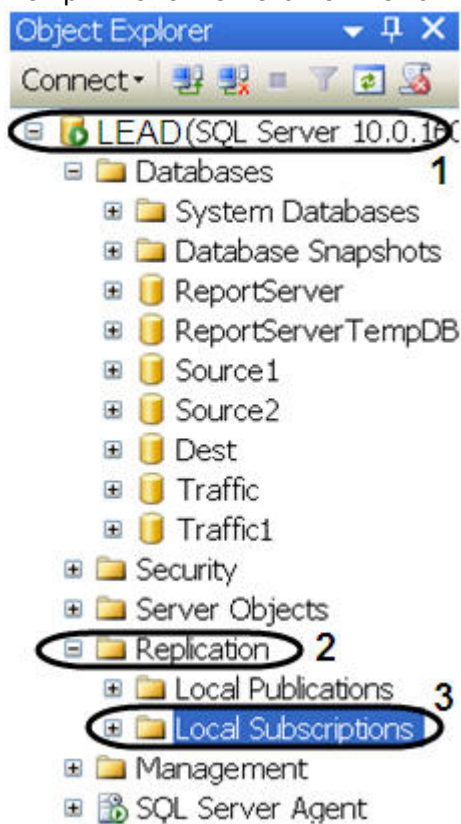 Object Explorer
Connect
LEAD(SQL Server 10.0.160
1
Databases
System Databases
Database Snapshots
ReportServer
ReportServerTempDB
Source1
Source2
Dest
Traffic
Traffic1
Security
Server Objects
Replication 2
Local Publications
3
Local Subscriptions
Management
SQL Server Agent